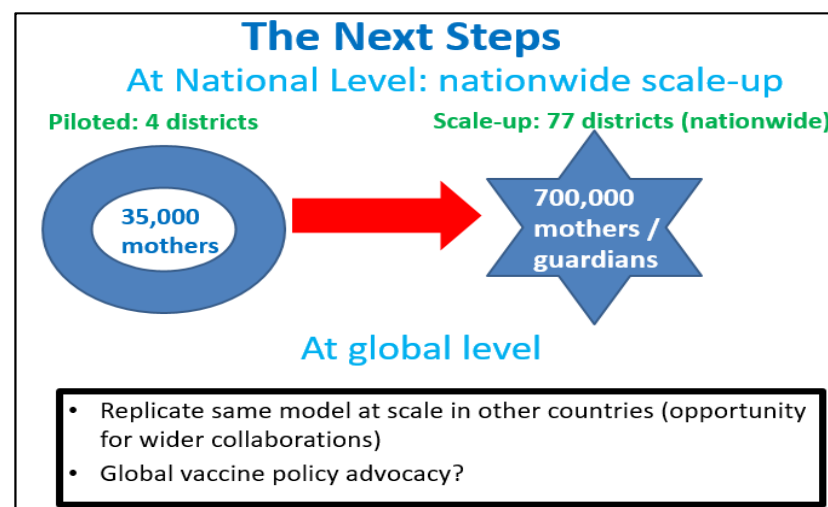 The Next Steps
At National Level: nationwide scale-up
Piloted: 4 districts
Scale-up: 77 districts (nationwide)
35,000
mothers
700,000
mothers /
guardians
At global level
• Replicate same model at scale in other countries (opportunity
for wider collaborations)
• Global vaccine policy advocacy?